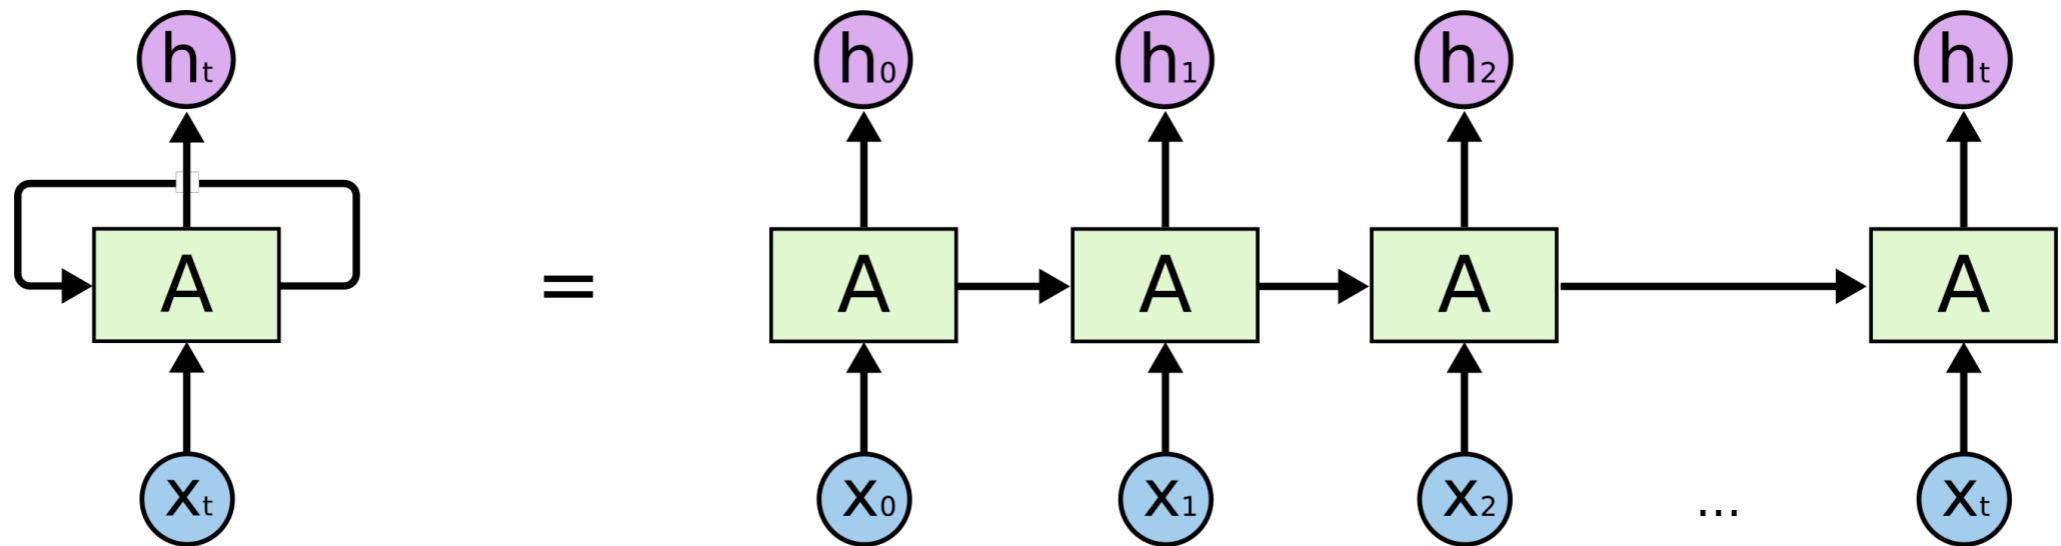 ht h0 h1 h2 ht
A = A A A A
xt x0 x1 x2 ... xt